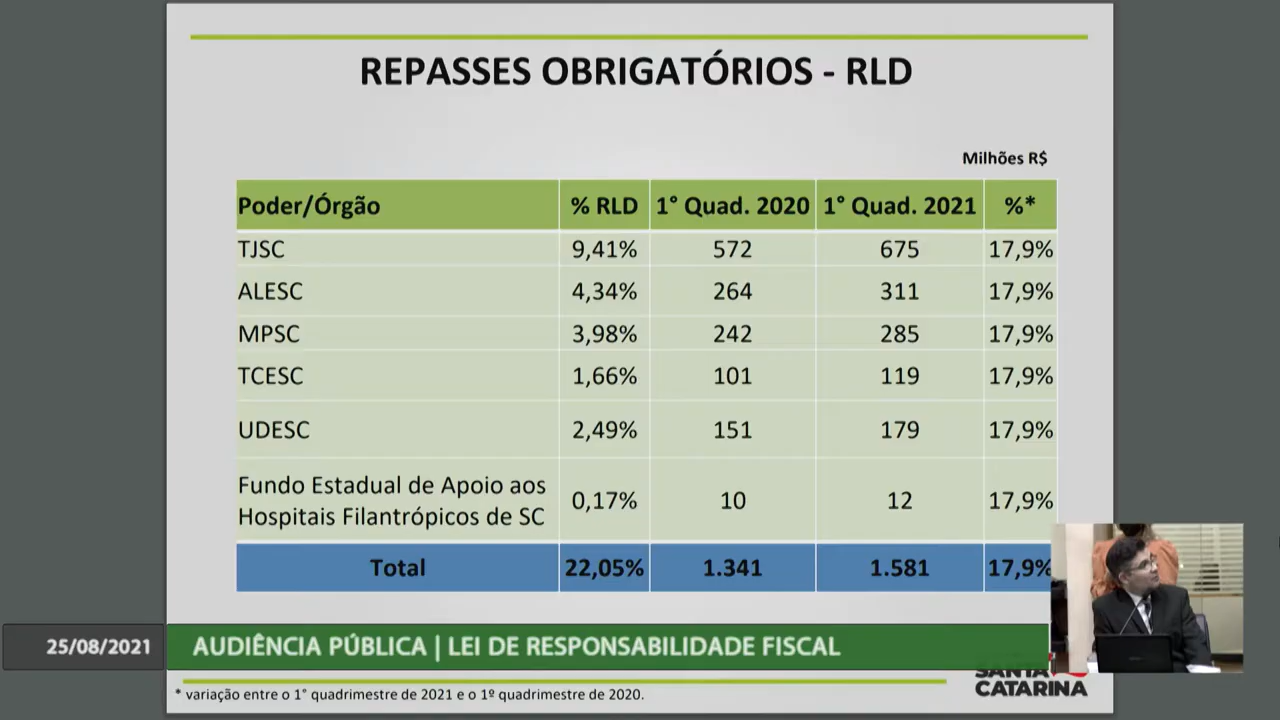 REPASSES OBRIGATÓRIOS - RLD
Milhões R$
Poder/Órgão % RLD 1° Quad. 2020 1° Quad. 2021 %*
TJSC 9,41% 572 675 17,9%
ALESC 4,34% 264 311 17,9%
MPSC 3,98% 242 285 17,9%
TCESC 1,66% 101 119 17,9%
UDESC 2,49% 151 179 17,9%
Fundo Estadual de Apoio aos
Hospitais Filantrópicos de SC 0,17% 10 12 17,9%
Total 22,05% 1.341 1.581 17,9%
25/08/2021 AUDIÊNCIA PÚBLICA | LEI DE RESPONSABILIDADE FISCAL
SANTA
CATARINA
* variação entre o 1° quadrimestre de 2021 e o 1º quadrimestre de 2020.